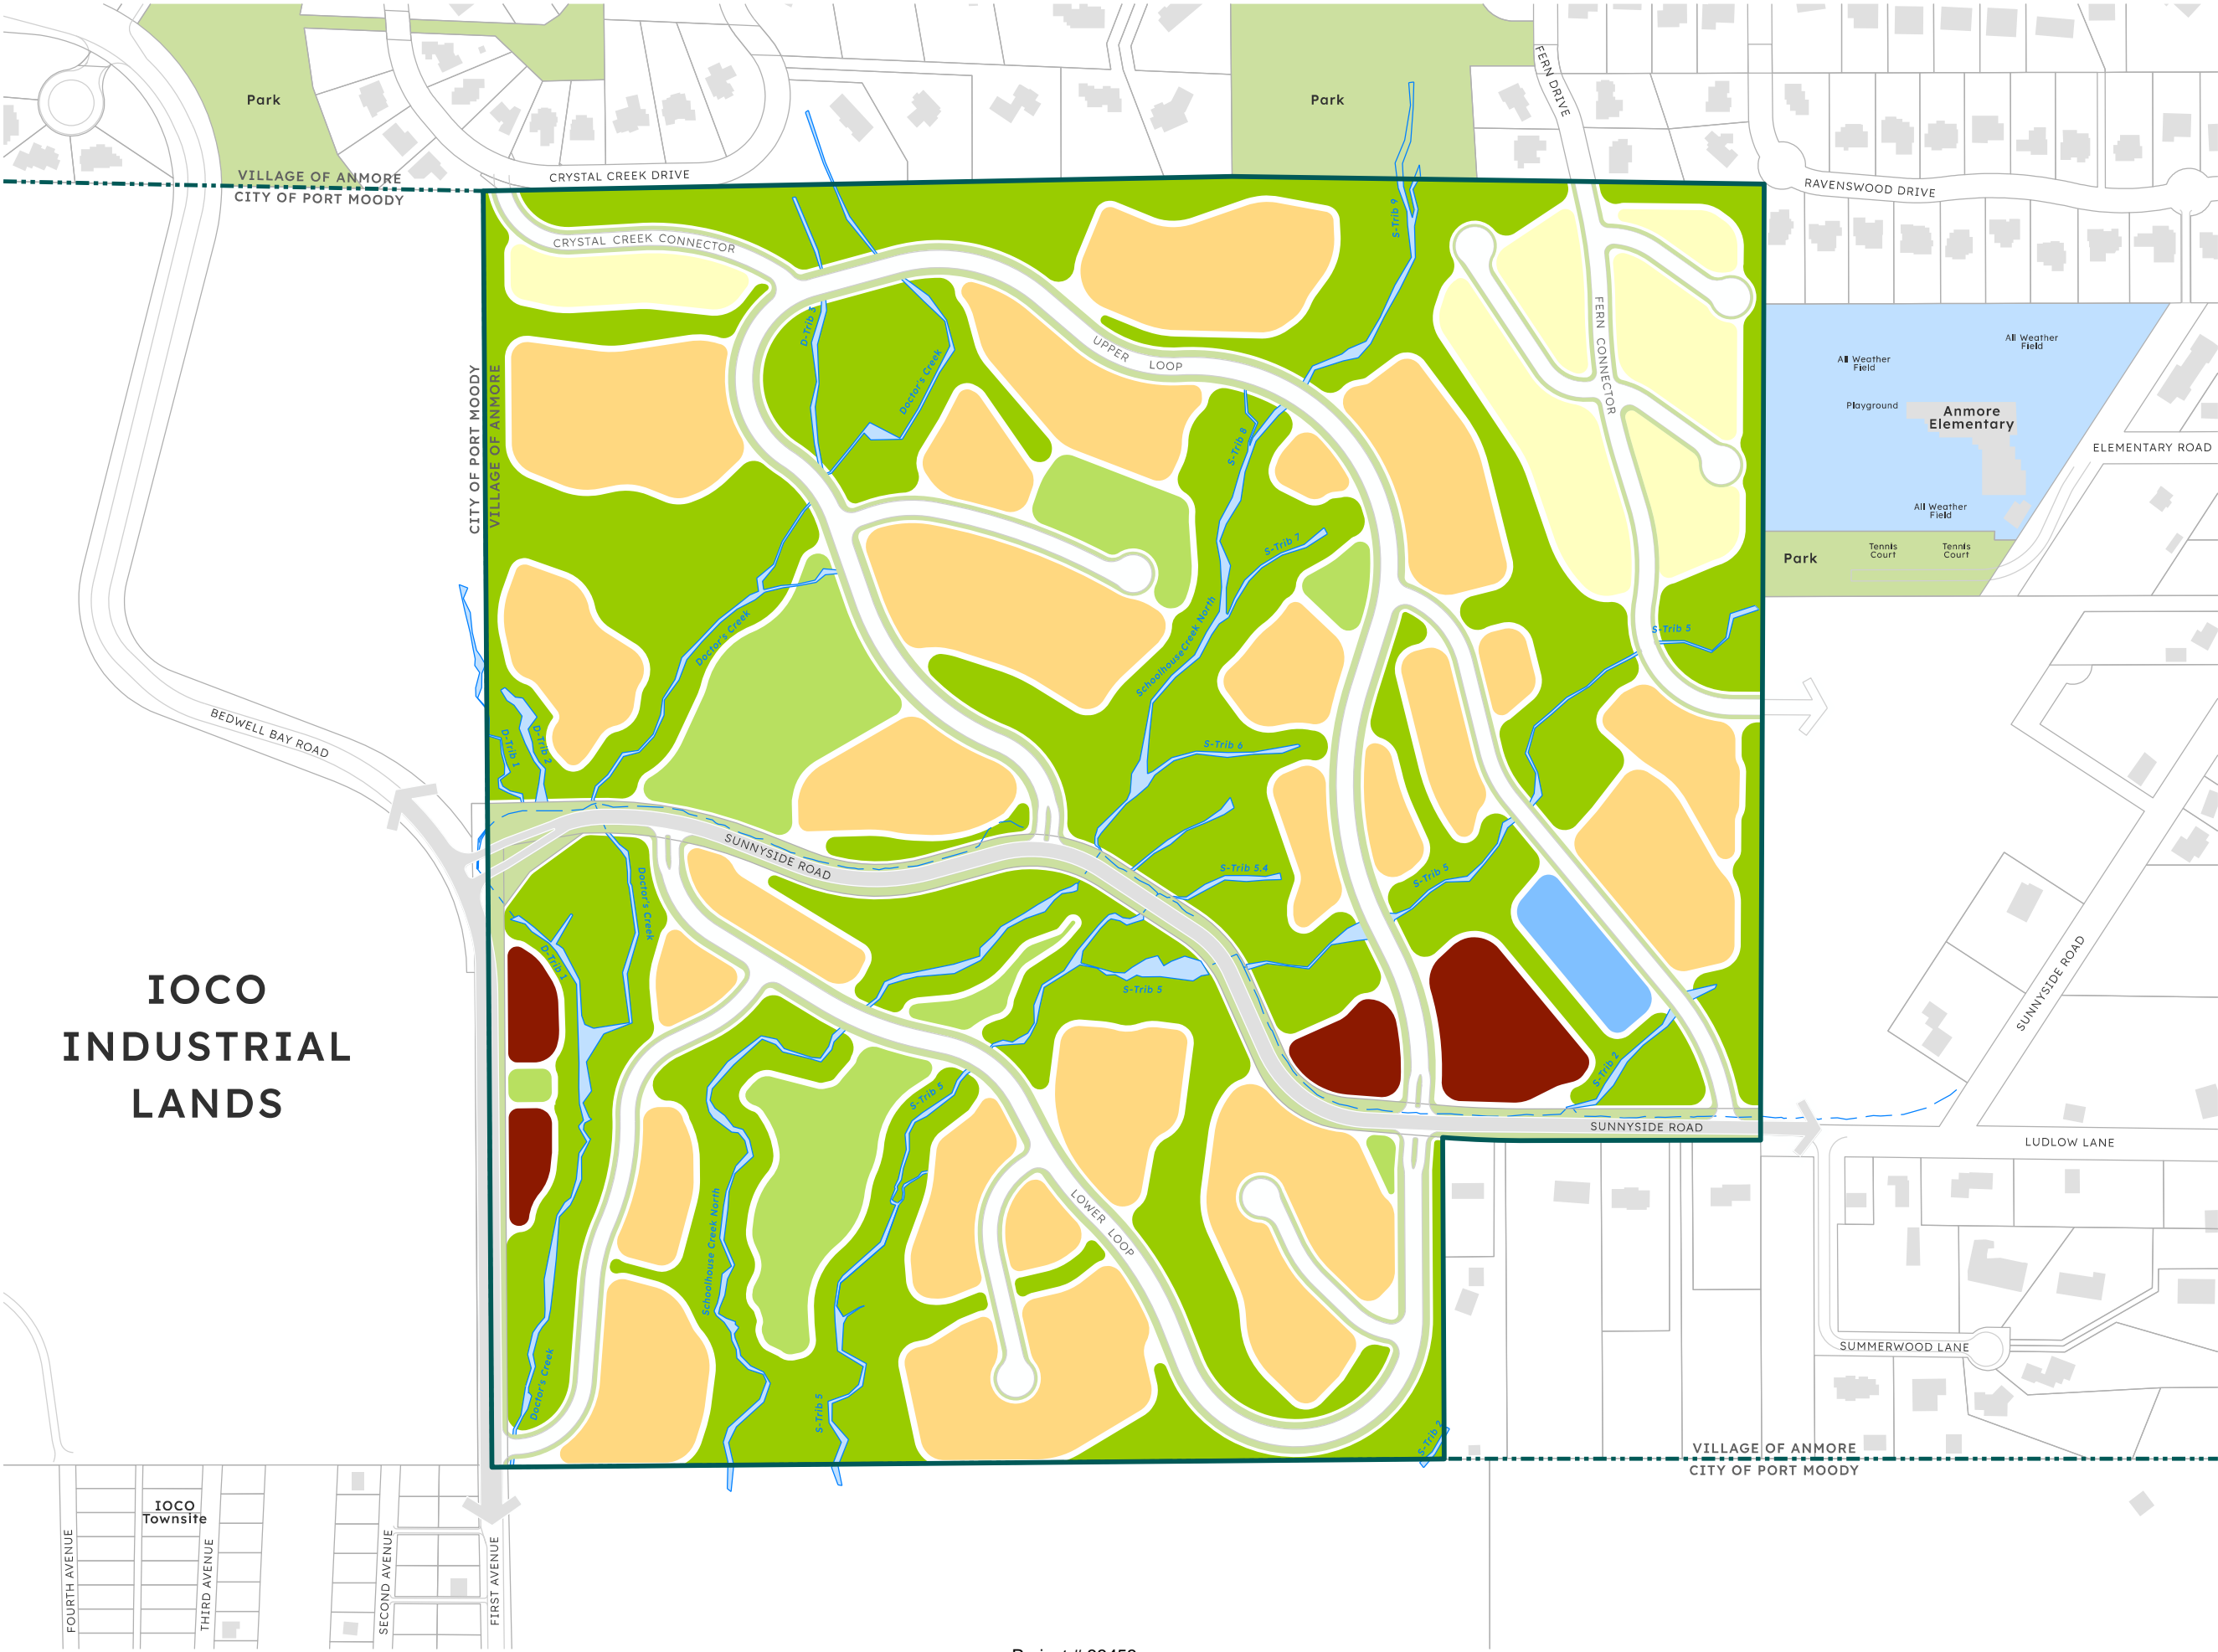 Park
Park
FERN DRIVE
VILLAGE OF ANMORE
CITY OF PORT MOODY
CRYSTAL CREEK DRIVE
RAVENSWOOD DRIVE
CRYSTAL CREEK CONNECTOR
S-Trib 9
D-Trib 3
Doctor's Creek
UPPER LOOP
FERN CONNECTOR
All Weather
Field
All Weather
Field
Playground
Anmore
Elementary
ELEMENTARY ROAD
All Weather
Field
Park
Tennis
Court
Tennis
Court
CITY OF PORT MOODY
VILLAGE OF ANMORE
S-Trib 8
S-Trib 7
Schoolhouse Creek North
Doctor's Creek
S-Trib 5
BEDWELL BAY ROAD
D-Trib 1
D-Trib 2
S-Trib 6
SUNNYSIDE ROAD
S-Trib 5.4
S-Trib 5
Doctor's Creek
D-Trib 1
S-Trib 5
SUNNYSIDE ROAD
IOCO
INDUSTRIAL
LANDS
S-Trib 2
S-Trib 5
SUNNYSIDE ROAD
LUDLOW LANE
Schoolhouse Creek North
LOWER LOOP
SUMMERWOOD LANE
Doctor's Creek
S-Trib 5
S-Trib 2
VILLAGE OF ANMORE
CITY OF PORT MOODY
IOCO
Townsite
FOURTH AVENUE
THIRD AVENUE
SECOND AVENUE
FIRST AVENUE